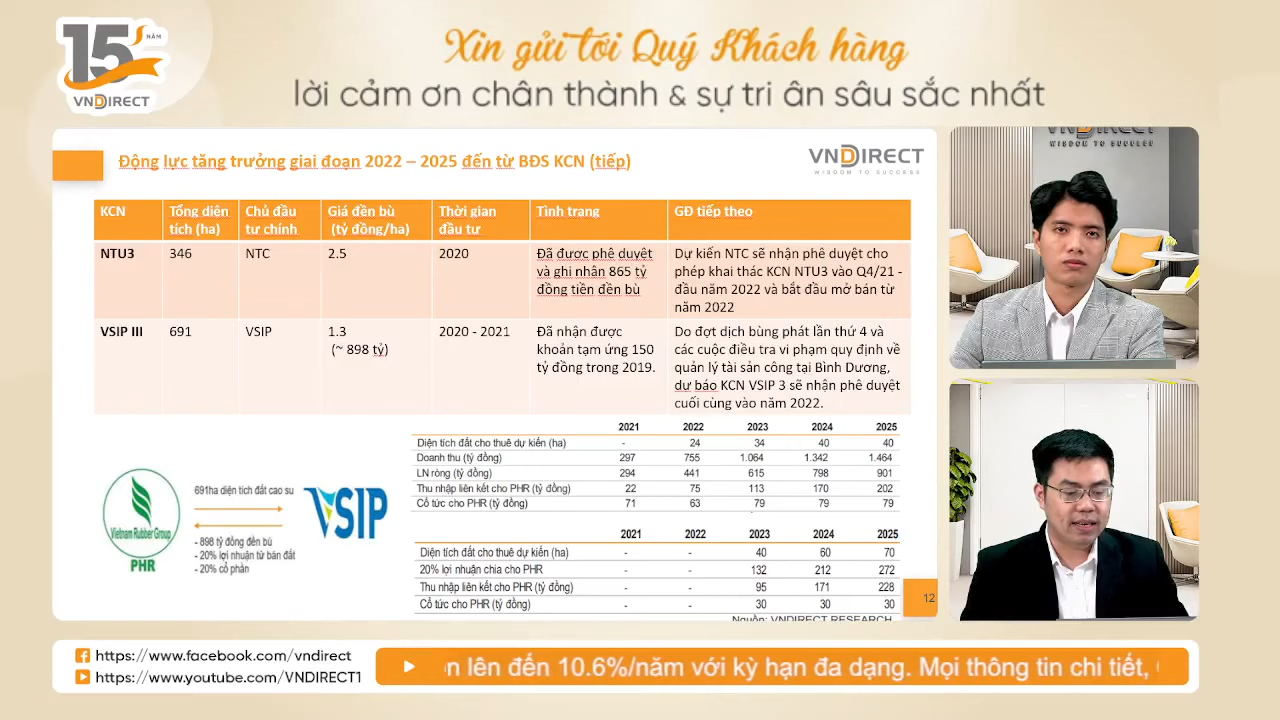 15 NĂM
VNDIRECT
Xin gửi tới Quý Khách hàng
lời cảm ơn chân thành & sự tri ân sâu sắc nhất
Động lực tăng trưởng giai đoạn 2022 – 2025 đến từ BĐS KCN (tiếp)
VNDIRECT
WISDOM TO SUCCESS
KCN Tổng diện tích (ha) Chủ đầu tư chính Giá đền bù (tỷ đồng/ha) Thời gian đầu tư Tình trạng GĐ tiếp theo
NTU3 346 NTC 2.5 2020 Đã được phê duyệt
và ghi nhân 865 tỷ
đồng tiền đền bù
Dự kiến NTC sẽ nhận phê duyệt cho
phép khai thác KCN NTU3 vào Q4/21 -
đầu năm 2022 và bắt đầu mở bán từ
năm 2022
VSIP III 691 VSIP 1.3 (~ 898 tỷ) 2020 - 2021 Đã nhận được
khoản tạm ứng 150
tỷ đồng trong 2019.
Do đợt dịch bùng phát lần thứ 4 và
các cuộc điều tra vi phạm quy định về
quản lý tài sản công tại Bình Dương,
dự báo KCN VSIP 3 sẽ nhận phê duyệt
cuối cùng vào năm 2022.
2021 2022 2023 2024 2025
Diện tích đất cho thuê dự kiến (ha) - 24 34 40 40
Doanh thu (tỷ đồng) 297 755 1.064 1.342 1.464
LN ròng (tỷ đồng) 294 441 615 798 901
Thu nhập liên kết cho PHR (tỷ đồng) 22 75 113 170 202
Cổ tức cho PHR (tỷ đồng) 71 63 79 79 79
Vietnam Rubber Group
PHR
691ha diện tích đất cao su
- 898 tỷ đồng đền bù
- 20% lợi nhuận từ bán đất
- 20% cổ phần
VSIP
2021 2022 2023 2024 2025
Diện tích đất cho thuê dự kiến (ha) - - 40 60 70
20% lợi nhuận chia cho PHR - - 132 212 272
Thu nhập liên kết cho PHR (tỷ đồng) - - 95 171 228
Cổ tức cho PHR (tỷ đồng) - - 30 30 30
Nguồn: VNDIRECT RESEARCH
12
VNDIRECT
WISDOM TO SUCCESS
https://www.facebook.com/vndirect
https://www.youtube.com/VNDIRECT1
lên đến 10.6%/năm với kỳ hạn đa dạng. Mọi thông tin chi tiết,